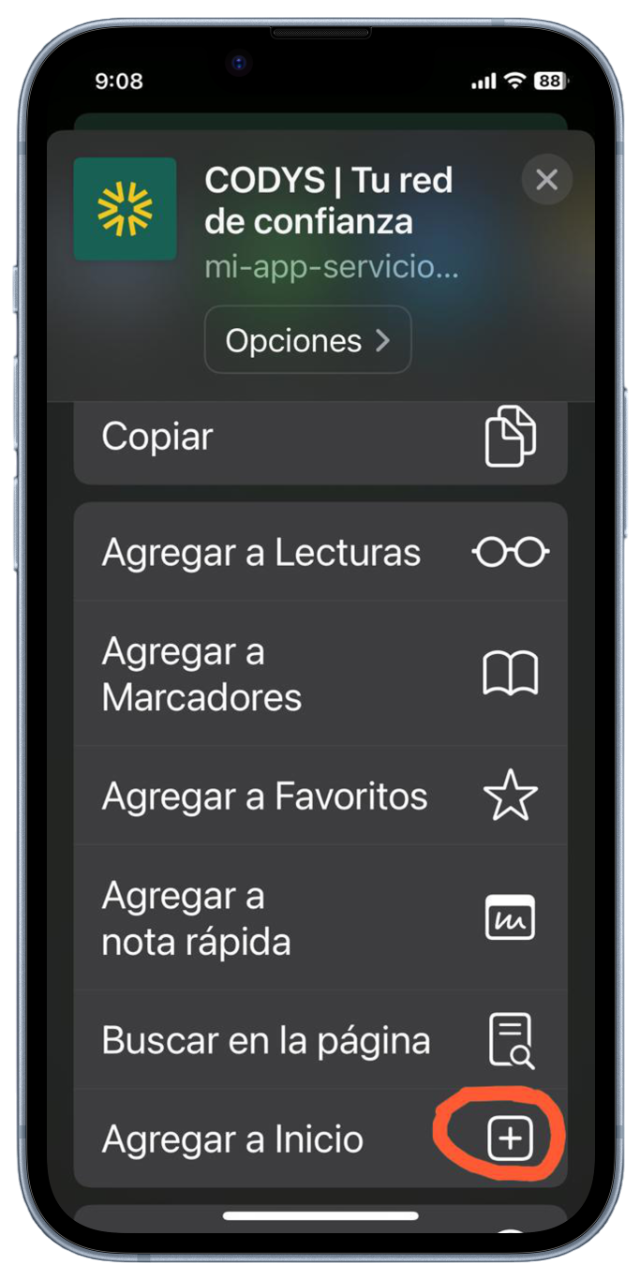 9:08
88
CODYS | Tu red
de confianza
mi-app-servicio...
Opciones
Copiar
Agregar a Lecturas
Agregar a
Marcadores
Agregar a Favoritos
Agregar a
nota rápida
Buscar en la página
Agregar a Inicio